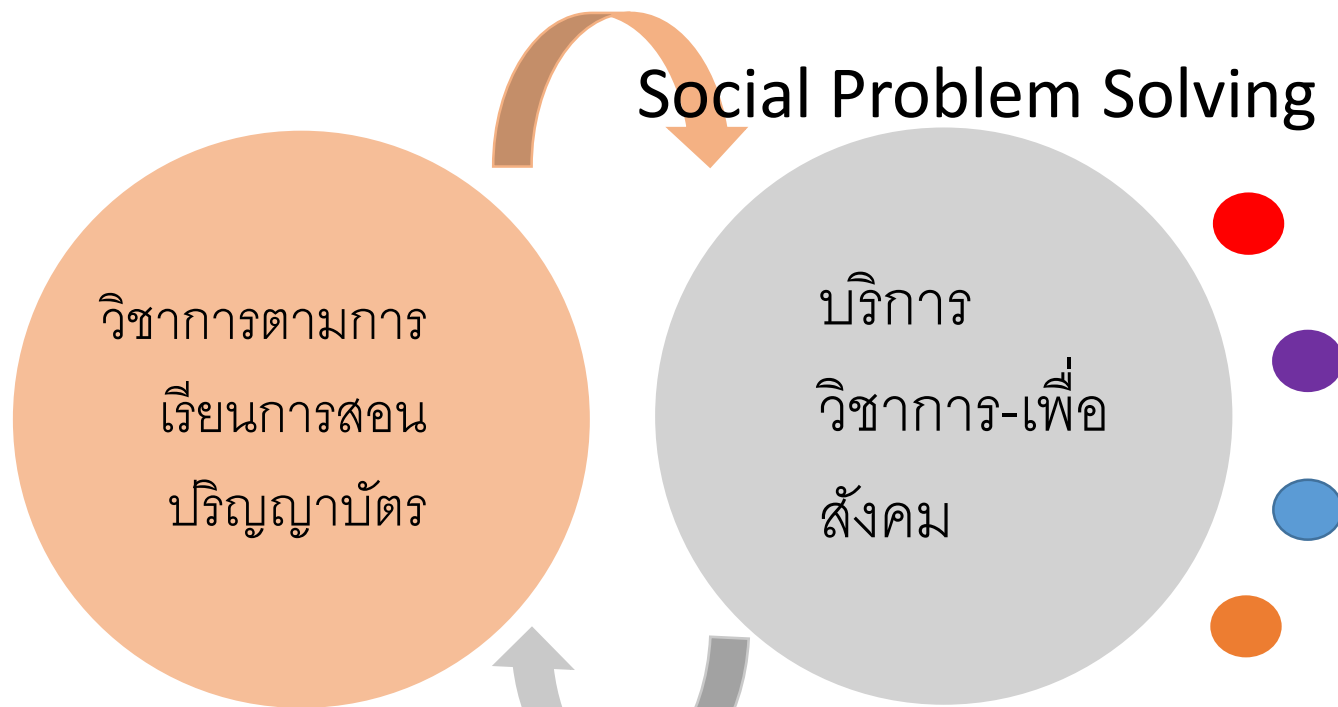 Social Problem Solving
วิชาการตามการ
เรียนการสอน
ปริญญาบัตร
บริการ
วิชาการ-เพื่อ
สังคม